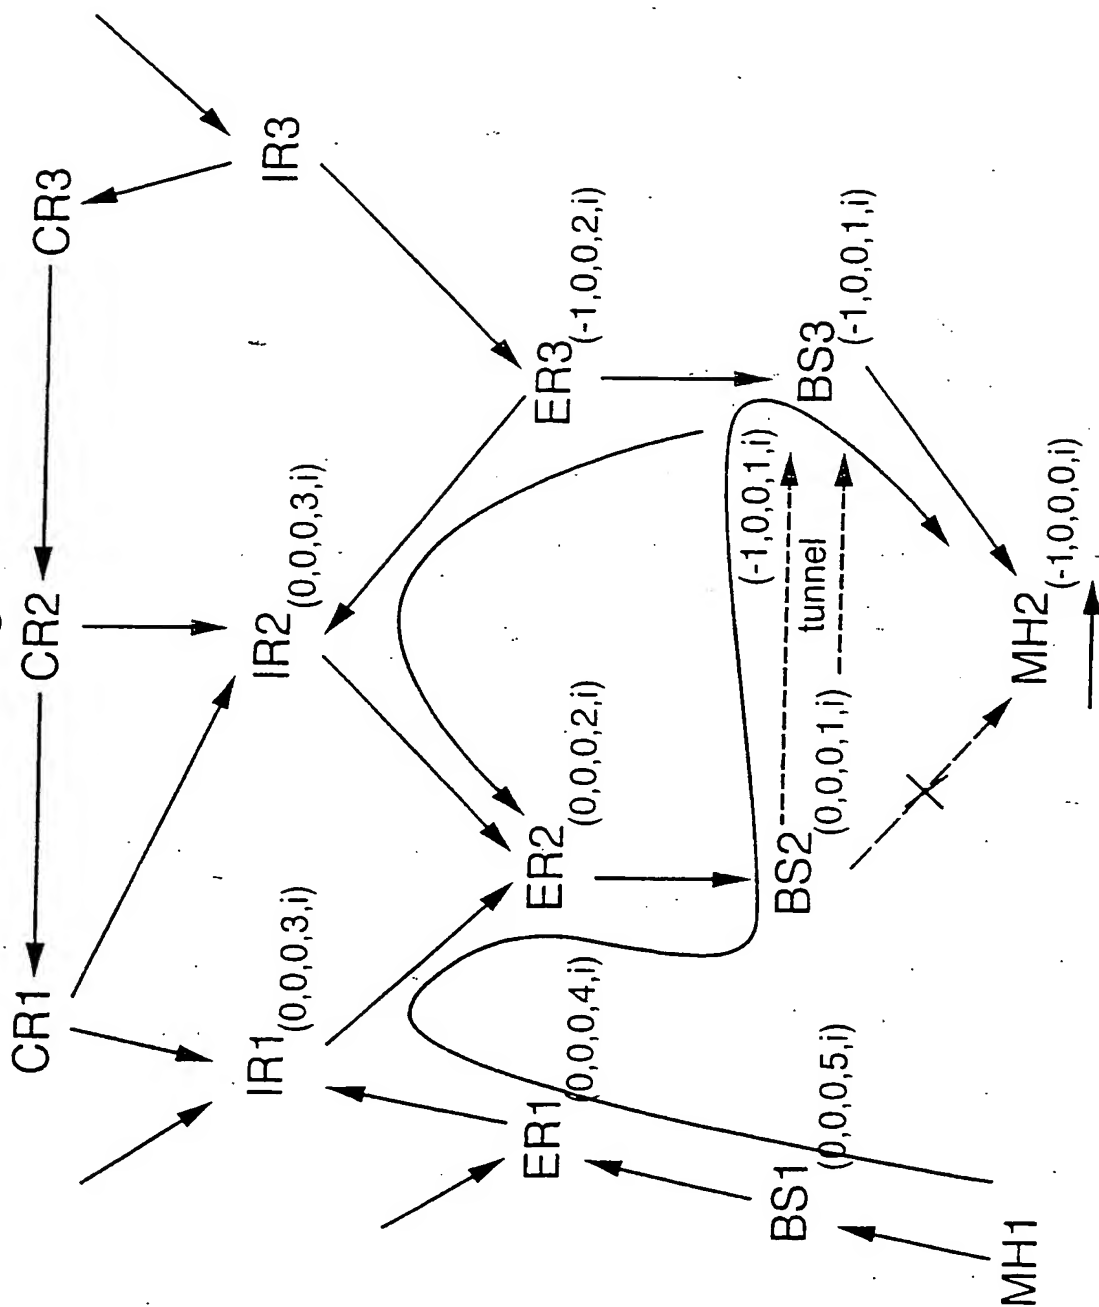 CR1
CR2
CR3
IR1 (0,0,0,3,i)
IR2 (0,0,0,3,i)
IR3
ER1 (0,0,0,4,i)
ER2 (0,0,0,2,i)
ER3 (-1,0,0,2,i)
BS1 (0,0,0,5,i)
BS2 (0,0,0,1,i)
(-1,0,0,1,i)
tunnel
BS3 (-1,0,0,1,i)
MH1
MH2 (-1,0,0,0,i)